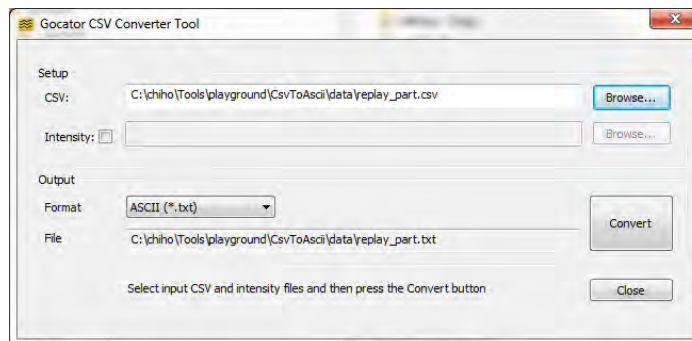 Gocator CSV Converter Tool
Setup
CSV: C:\chiho\Tools\playground\CsvToAscii\data\replay_part.csv Browse...
Intensity: Browse...
Output
Format ASCII (*.txt)
Convert
File C:\chiho\Tools\playground\CsvToAscii\data\replay_part.txt
Select input CSV and intensity files and then press the Convert button Close